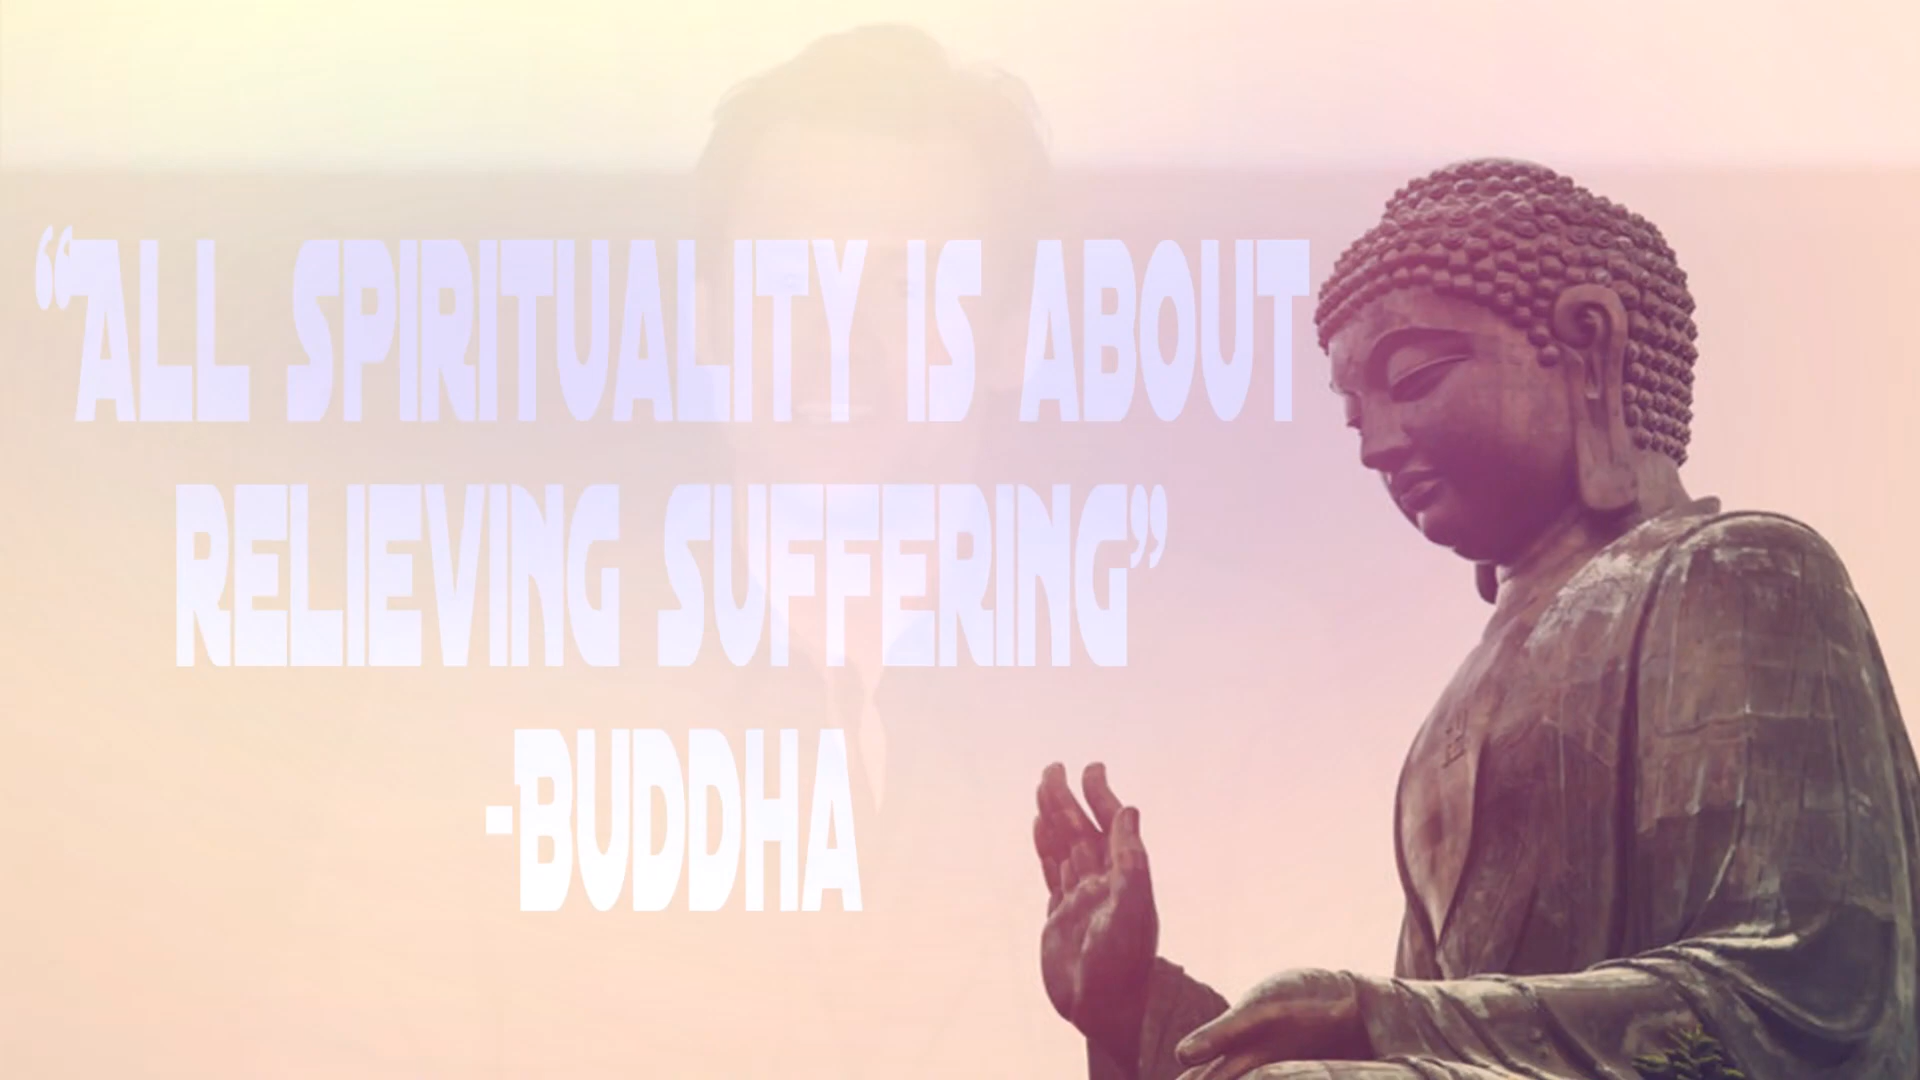 “All Spirituality is about
Relieving Suffering”
-Buddha